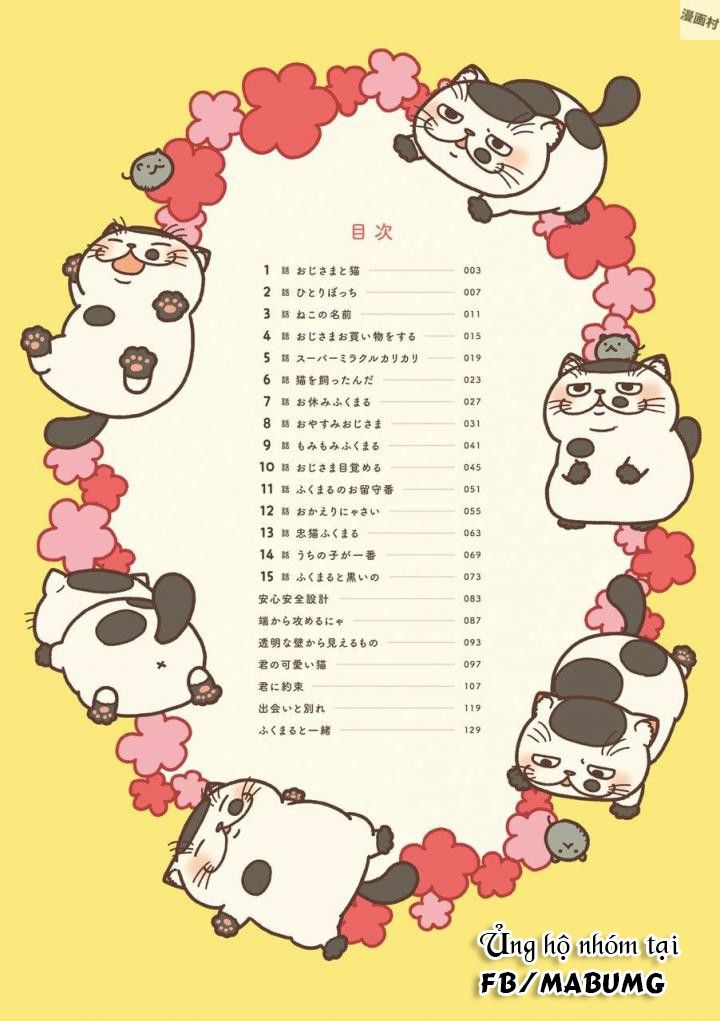 漫画村
目次
1 話 おじさまと猫 003
2 話 ひとりぼっち 007
3 話 ねこの名前 011
4 話 おじさまお買い物をする 015
5 話 スーパーミラクルカリカリ 019
6 話 猫を飼ったんだ 023
7 話 お休みふくまる 027
8 話 おやすみおじさま 031
9 話 もみもみふくまる 041
10 話 おじさま目覚める 045
11 話 ふくまるのお留守番 051
12 話 おかえりにゃさい 055
13 話 忠猫ふくまる 063
14 話 うちの子が一番 069
15 話 ふくまると黒いの 073
安心安全設計 083
端から攻めるにゃ 087
透明な壁から見えるもの 093
君の可愛い猫 097
君に約束 107
出会いと別れ 119
ふくまると一緒 129
Ủng hộ nhóm tại
FB/MABUMG